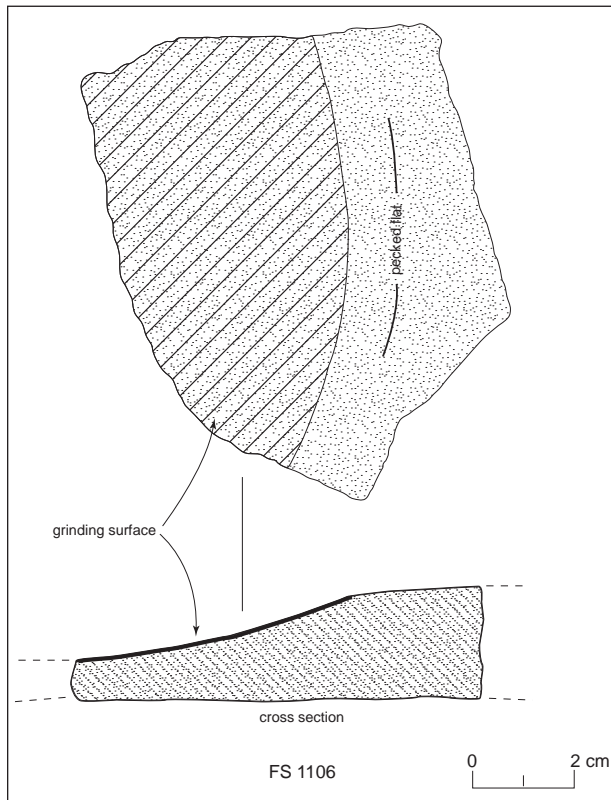 pecked flat
grinding surface
cross section
FS 1106
0 2 cm